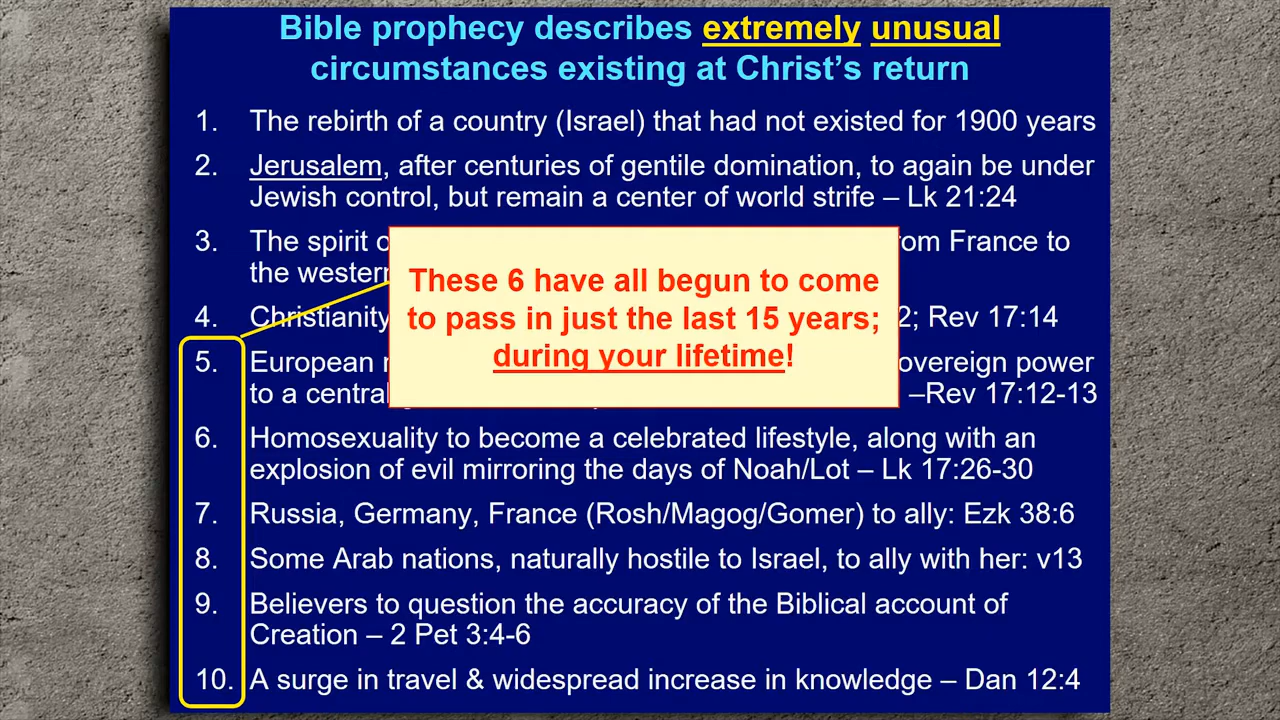 Bible prophecy describes extremely unusual
circumstances existing at Christ's return
1. The rebirth of a country (Israel) that had not existed for 1900 years
2. Jerusalem, after centuries of gentile domination, to again be under
Jewish control, but remain a center of world strife – Lk 21:24
3. The spirit rom France to
the western
4. Christianity 2; Rev 17:14
These 6 have all begun to come
to pass in just the last 15 years;
during your lifetime!
5. European overeign power
to a central –Rev 17:12-13
6. Homosexuality to become a celebrated lifestyle, along with an
explosion of evil mirroring the days of Noah/Lot – Lk 17:26-30
7. Russia, Germany, France (Rosh/Magog/Gomer) to ally: Ezk 38:6
8. Some Arab nations, naturally hostile to Israel, to ally with her: v13
9. Believers to question the accuracy of the Biblical account of
Creation – 2 Pet 3:4-6
10. A surge in travel & widespread increase in knowledge – Dan 12:4